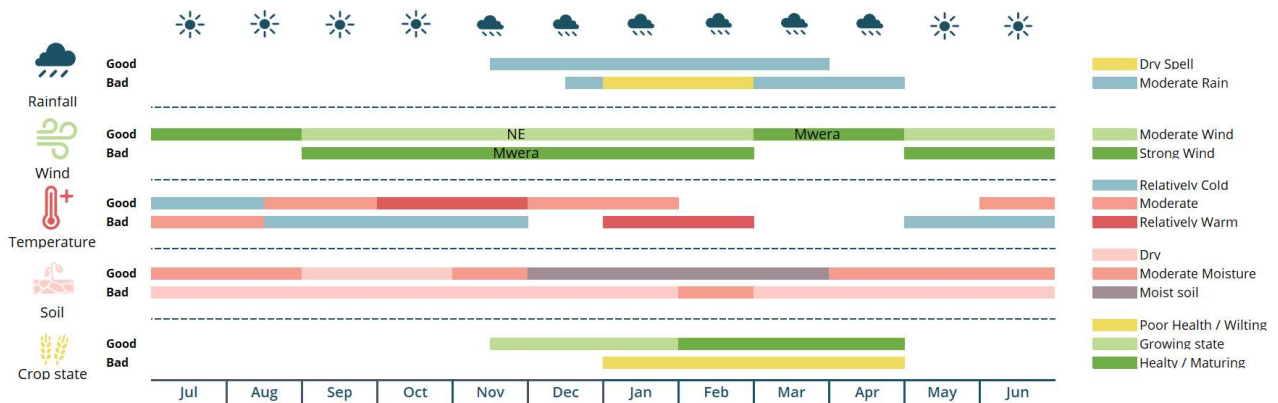 Good
Bad
Rainfall
Dry Spell
Moderate Rain
Good
Bad
NE
Mwera
Mwera
Wind
Moderate Wind
Strong Wind
Good
Bad
Temperature
Relatively Cold
Moderate
Relatively Warm
Good
Bad
Soil
Dry
Moderate Moisture
Moist soil
Good
Bad
Crop state
Poor Health / Wilting
Growing state
Healty / Maturing
Jul Aug Sep Oct Nov Dec Jan Feb Mar Apr May Jun